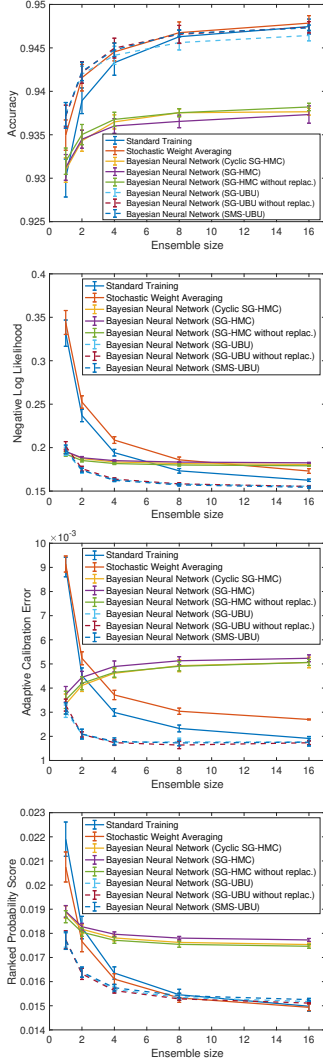 0.95
0.945
0.94
0.935
0.93
0.925
Accuracy
Standard Training
Stochastic Weight Averaging
Bayesian Neural Network (Cyclic SG-HMC)
Bayesian Neural Network (SG-HMC)
Bayesian Neural Network (SG-HMC without replac.)
Bayesian Neural Network (SG-UBU)
Bayesian Neural Network (SG-UBU without replac.)
Bayesian Neural Network (SMS-UBU)
0 2 4 6 8 10 12 14 16
Ensemble size
0.4
0.35
0.3
0.25
0.2
0.15
Negative Log Likelihood
Standard Training
Stochastic Weight Averaging
Bayesian Neural Network (Cyclic SG-HMC)
Bayesian Neural Network (SG-HMC)
Bayesian Neural Network (SG-HMC without replac.)
Bayesian Neural Network (SG-UBU)
Bayesian Neural Network (SG-UBU without replac.)
Bayesian Neural Network (SMS-UBU)
0 2 4 6 8 10 12 14 16
Ensemble size
10 × 10-3
9
8
7
6
5
4
3
2
1
Adaptive Calibration Error
Standard Training
Stochastic Weight Averaging
Bayesian Neural Network (Cyclic SG-HMC)
Bayesian Neural Network (SG-HMC)
Bayesian Neural Network (SG-HMC without replac.)
Bayesian Neural Network (SG-UBU)
Bayesian Neural Network (SG-UBU without replac.)
Bayesian Neural Network (SMS-UBU)
0 2 4 6 8 10 12 14 16
Ensemble size
0.023
0.022
0.021
0.02
0.019
0.018
0.017
0.016
0.015
0.014
Ranked Probability Score
Standard Training
Stochastic Weight Averaging
Bayesian Neural Network (Cyclic SG-HMC)
Bayesian Neural Network (SG-HMC)
Bayesian Neural Network (SG-HMC without replac.)
Bayesian Neural Network (SG-UBU)
Bayesian Neural Network (SG-UBU without replac.)
Bayesian Neural Network (SMS-UBU)
0 2 4 6 8 10 12 14 16
Ensemble size